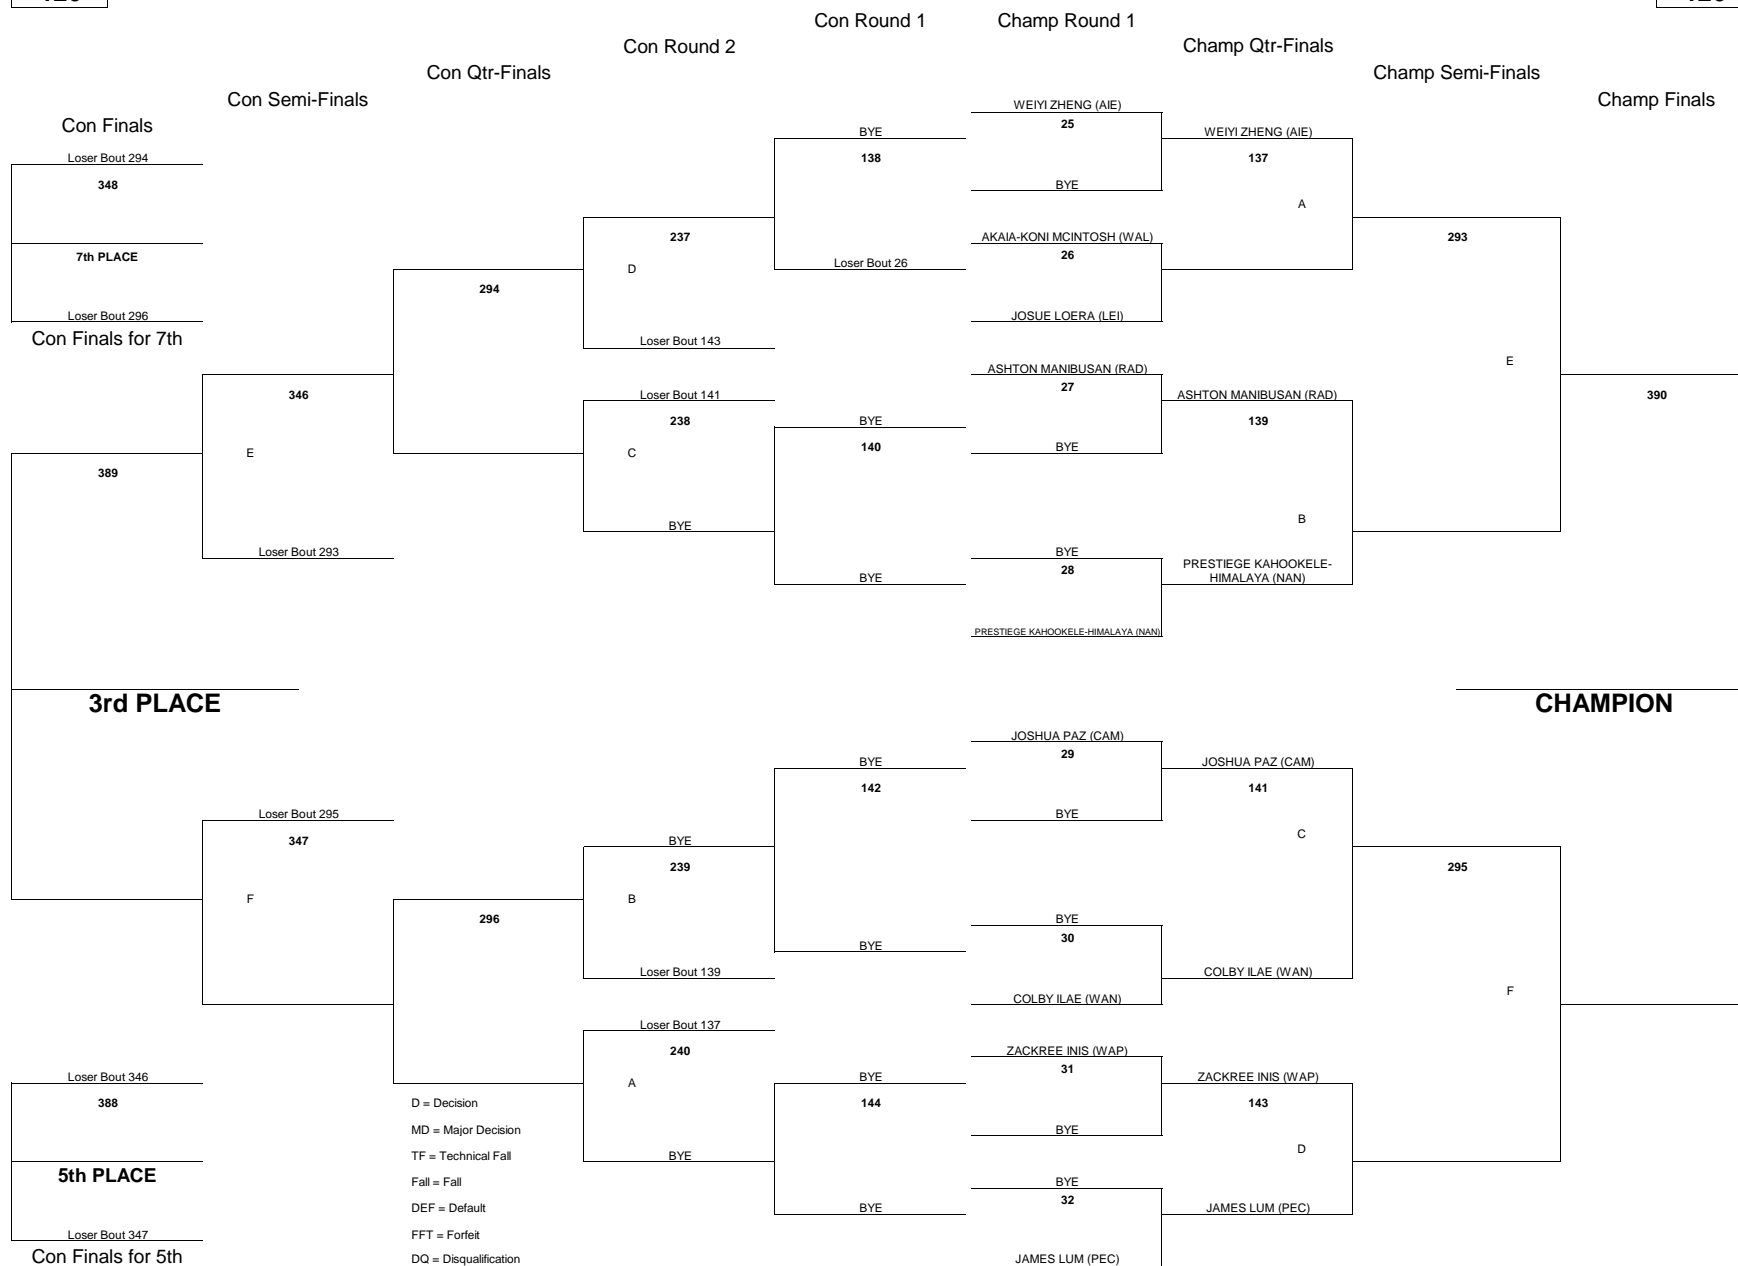 Con Round 1
Champ Round 1
Con Round 2
Champ Qtr-Finals
Con Qtr-Finals
Champ Semi-Finals
Con Semi-Finals
Champ Finals
Con Finals
WEIYI ZHENG (AIE)
25
BYE
WEIYI ZHENG (AIE)
Loser Bout 294
138
137
348
BYE
A
237
AKAIA-KONI MCINTOSH (WAL)
293
7th PLACE
26
Loser Bout 26
D
294
Loser Bout 296
JOSUE LOERA (LEI)
Con Finals for 7th
Loser Bout 143
E
ASHTON MANIBUSAN (RAD)
27
346
Loser Bout 141
ASHTON MANIBUSAN (RAD)
390
238
BYE
139
140
E
C
BYE
389
BYE
B
Loser Bout 293
BYE
28
PRESTIEGE KAHOOKELE-
HIMALAYA (NAN)
BYE
PRESTIEGE KAHOOKELE-HIMALAYA (NAN)
3rd PLACE
CHAMPION
JOSHUA PAZ (CAM)
29
BYE
JOSHUA PAZ (CAM)
142
141
Loser Bout 295
BYE
347
BYE
C
239
295
F
B
296
BYE
30
BYE
Loser Bout 139
COLBY ILAE (WAN)
F
COLBY ILAE (WAN)
Loser Bout 137
240
ZACKREE INIS (WAP)
31
Loser Bout 346
A
BYE
ZACKREE INIS (WAP)
388
D = Decision
144
143
MD = Major Decision
BYE
TF = Technical Fall
BYE
D
5th PLACE
Fall = Fall
BYE
32
DEF = Default
BYE
JAMES LUM (PEC)
Loser Bout 347
FFT = Forfeit
Con Finals for 5th
DQ = Disqualification
JAMES LUM (PEC)